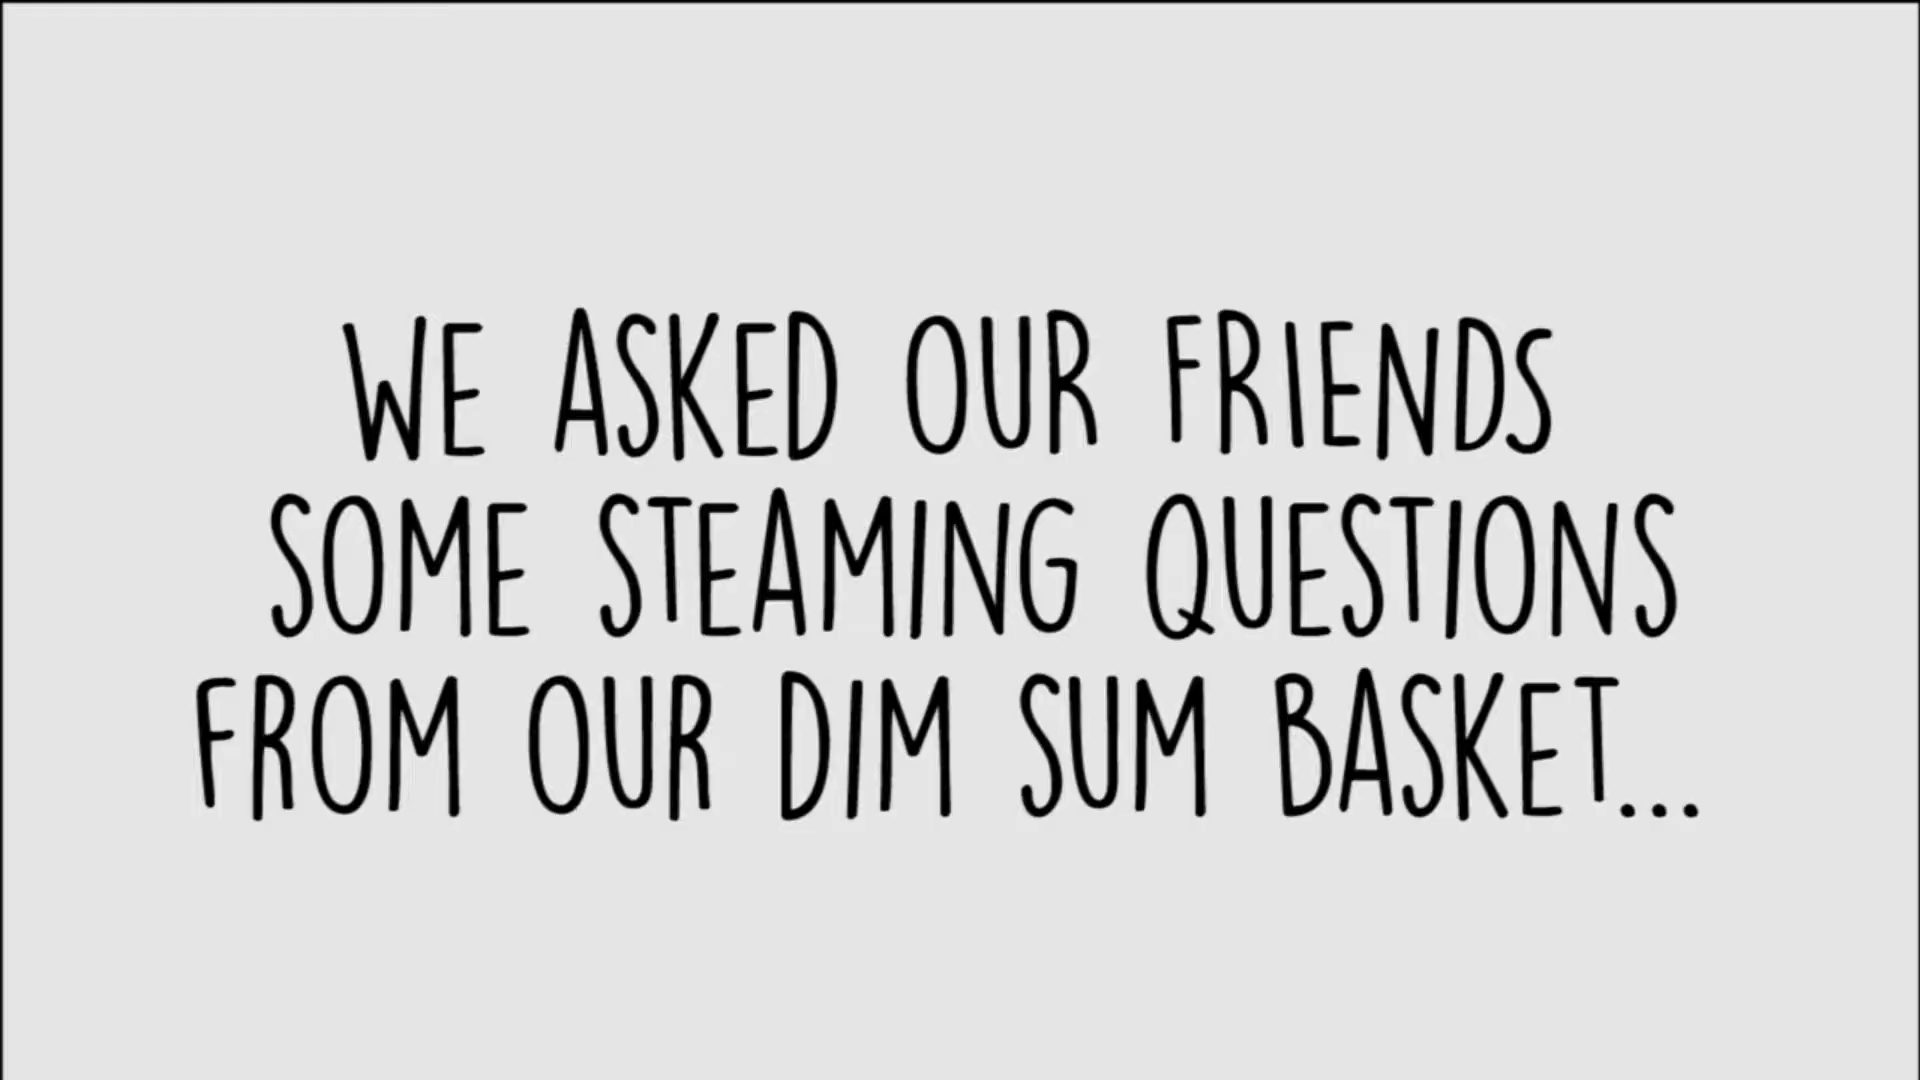 WE ASKED OUR FRIENDS
SOME STEAMING QUESTIONS
FROM OUR DIM SUM BASKET...